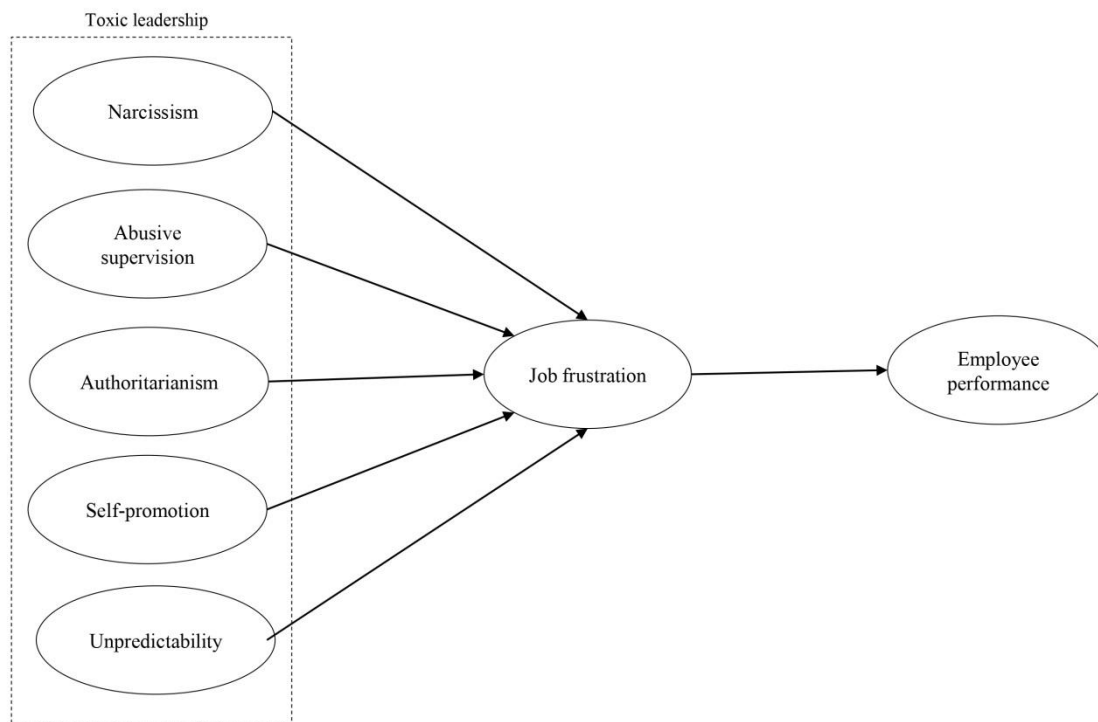 Toxic leadership
Narcissism
Abusive
supervision
Authoritarianism
Self-promotion
Unpredictability
Job frustration
Employee
performance